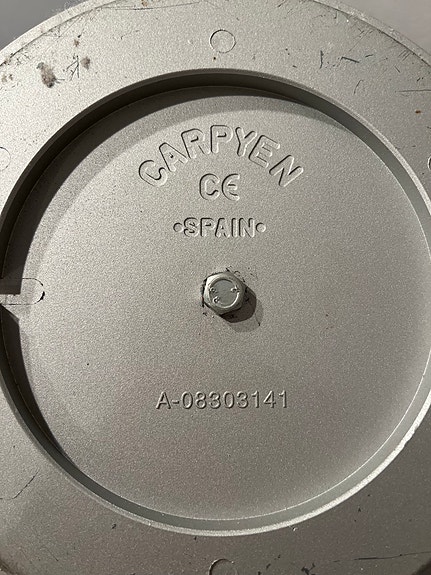 CARPYEN
CE
•SPAIN•
A-08303141